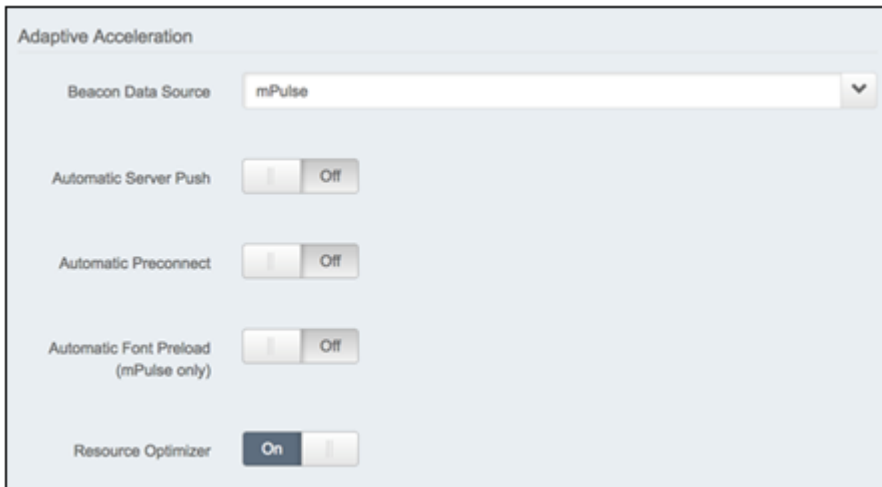 Adaptive Acceleration
Beacon Data Source mPulse
Automatic Server Push Off
Automatic Preconnect Off
Automatic Font Preload Off
(mPulse only)
Resource Optimizer On